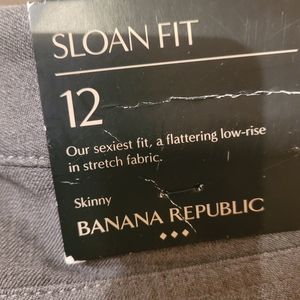 SLOAN FIT
12
Our sexiest fit, a flattering low-rise
in stretch fabric.
Skinny
BANANA REPUBLIC